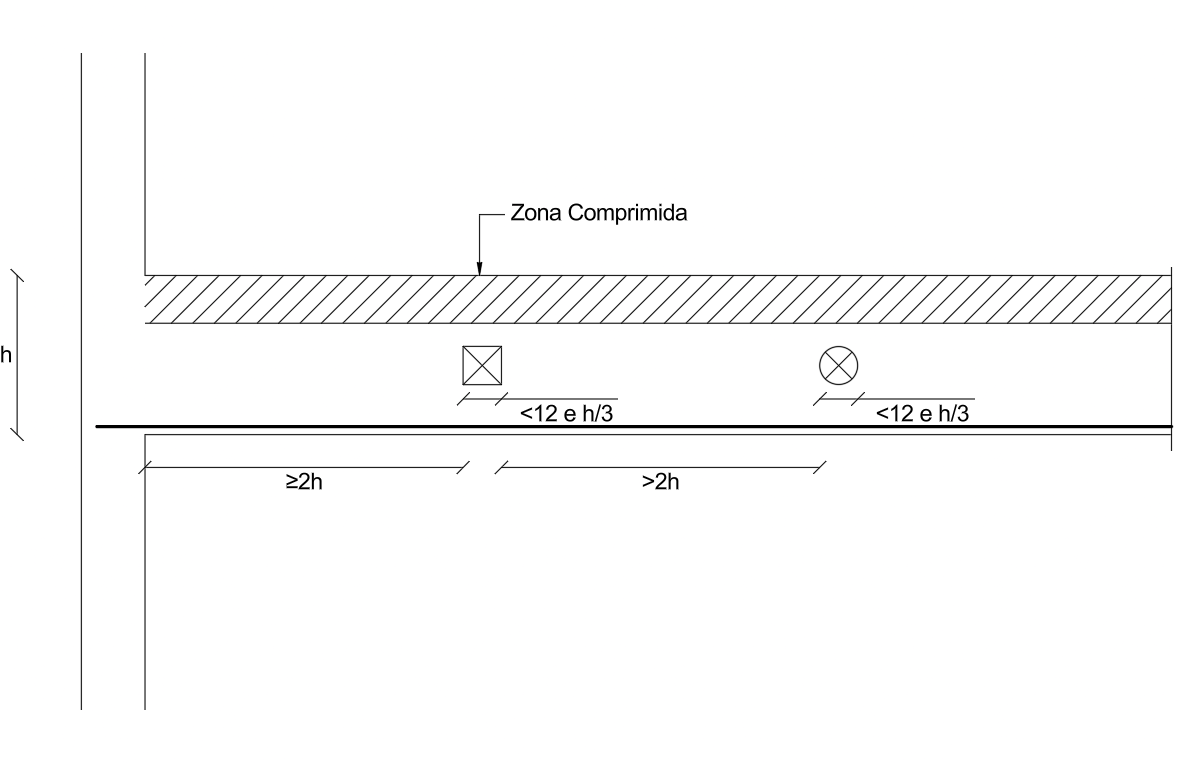 Zona Comprimida
h
<12 e h/3
<12 e h/3
≥2h
>2h